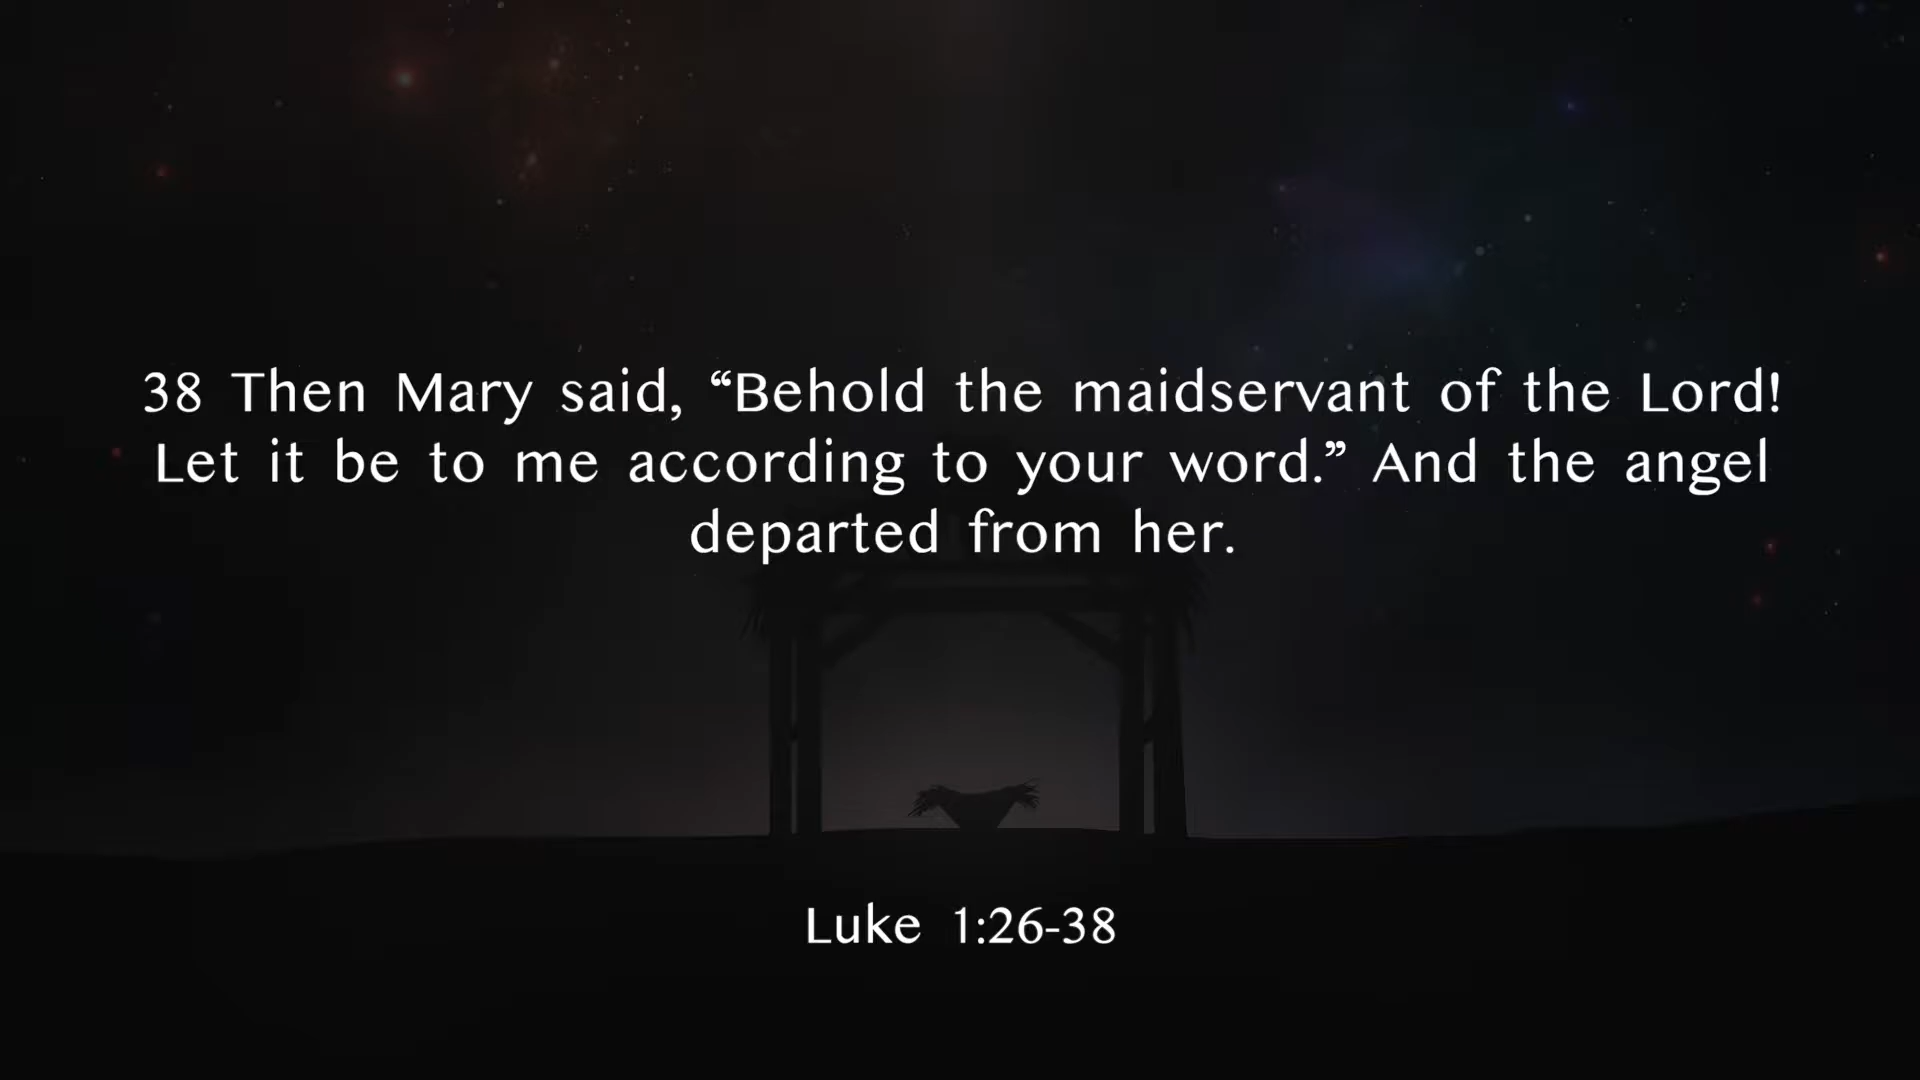 38 Then Mary said, “Behold the maidservant of the Lord!
Let it be to me according to your word.” And the angel
departed from her.
Luke 1:26-38